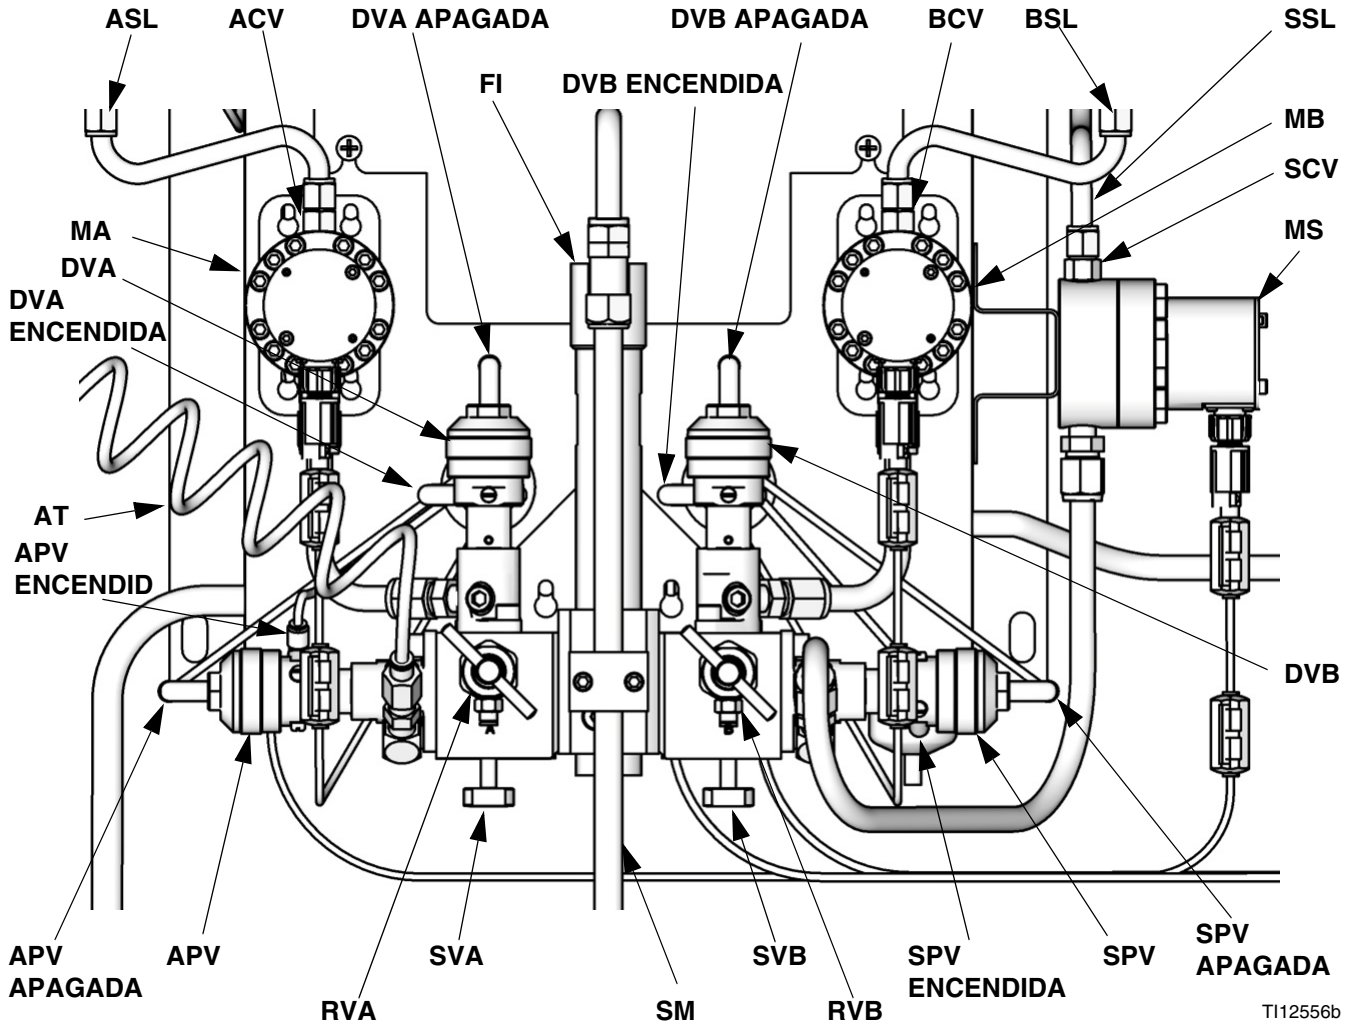 ASL
ACV
DVA APAGADA
DVB APAGADA
BCV
BSL
SSL
FI
DVB ENCENDIDA
MB
SCV
MA
MS
DVA
DVA
ENCENDIDA
AT
APV
ENCENDID
DVB
APV
APAGADA
APV
SVA
SVB
SPV
ENCENDIDA
SPV
SPV
APAGADA
RVA
SM
RVB
TI12556b